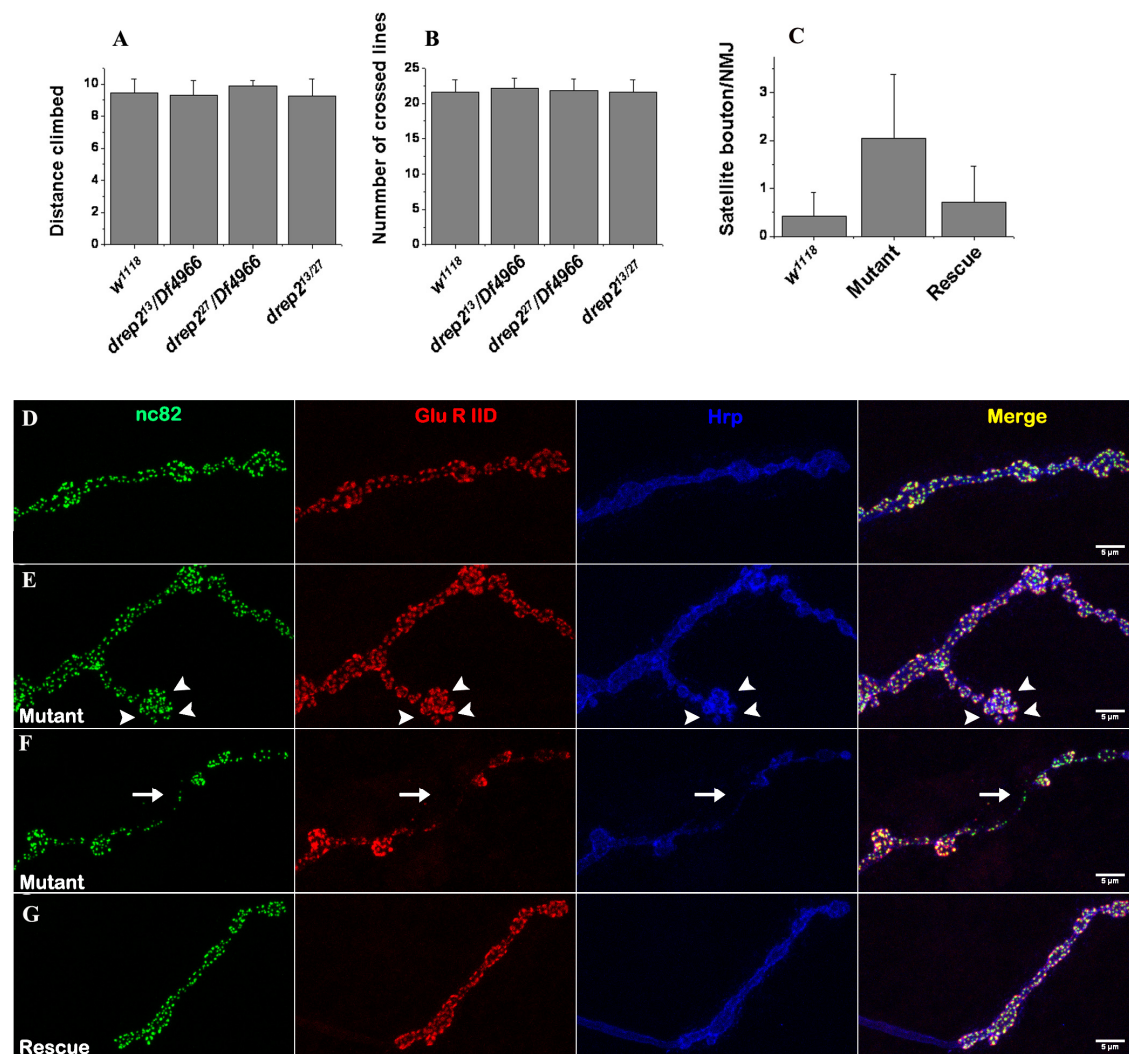 A
Distance climbed
10
8
6
4
2
0
w1118
drep213/Df4966
drep227/Df4966
drep213/27
B
Nummber of crossed lines
25
20
15
10
5
0
w1118
drep213/Df4966
drep227/Df4966
drep213/27
C
Satellite bouton/NMJ
3
2
1
0
w1118
Mutant
Rescue
D
nc82
Glu R IID
Hrp
Merge
5 µm
E
Mutant
5 µm
F
Mutant
5 µm
G
Rescue
5 µm